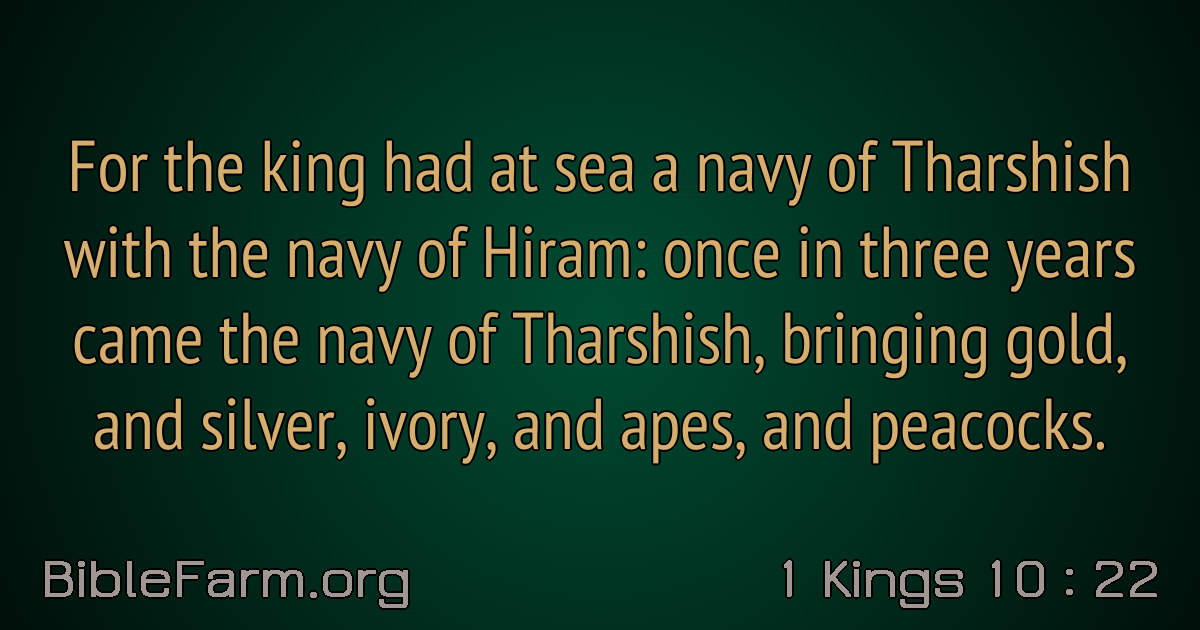 For the king had at sea a navy of Tharshish
with the navy of Hiram: once in three years
came the navy of Tharshish, bringing gold,
and silver, ivory, and apes, and peacocks.
BibleFarm.org
1 Kings 10 : 22